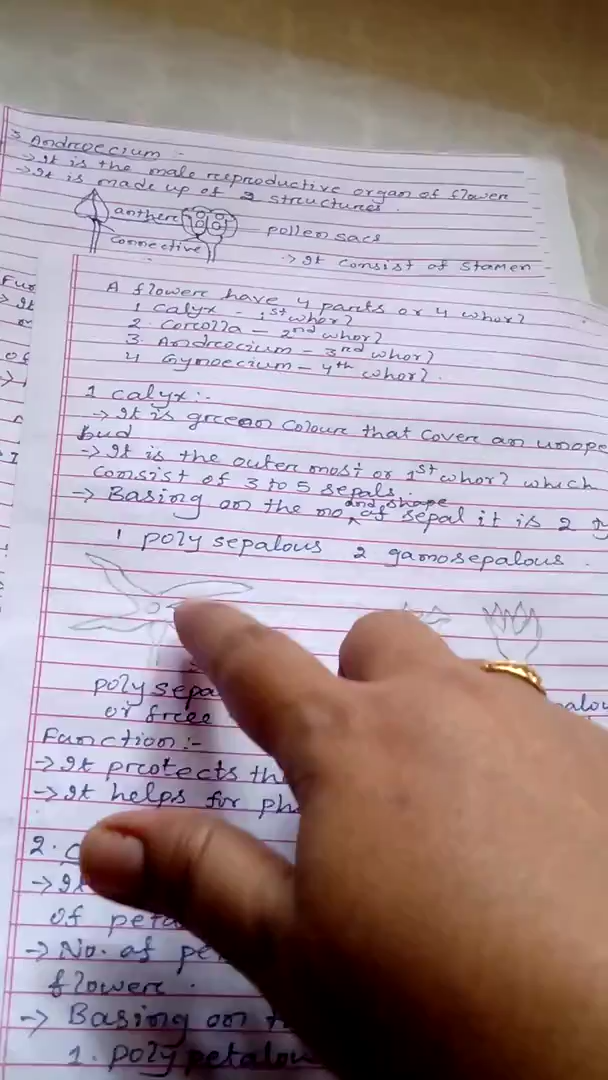 3 Androecium :-
→ It is the male reproductive organ of flower
→ It is made up of 2 structures.
anthere
pollen sacs
connective
→ It consist of Stamen
A flower have 4 parts or 4 whorl
1 Calyx - 1st whorl
2. Corolla - 2nd whorl
3. Androecium - 3rd whorl
4 Gynoecium - 4th whorl.
1 calyx :-
→ It is green colour that cover an unope
bud
→ It is the outer most or 1st whorl which
consist of 3 to 5 sepals.
→ Basing on the no and shape of sepal it is 2 ty
1 poly sepalous 2 gamosepalous.
poly sepa
or free
Function :-
→ It protects th
→ It helps for ph
2.
→ It
of peta
→ No. of pe
flower.
→ Basing on t
1. polypetalou